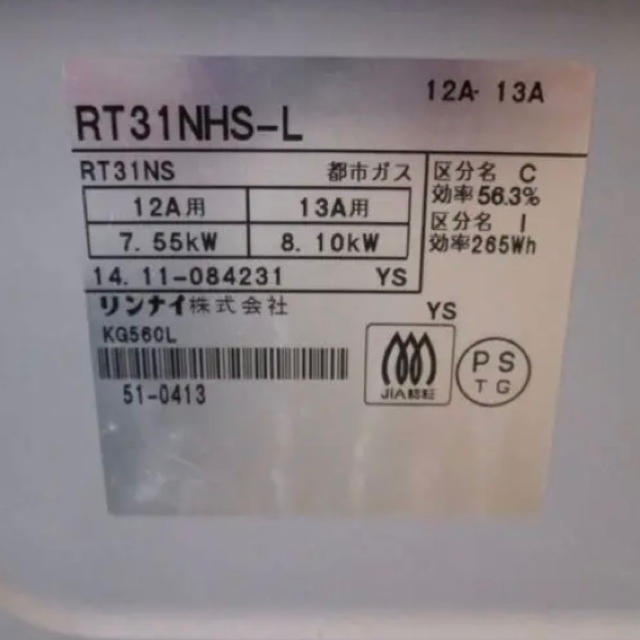 12A- 13A
RT31NHS-L
RT31NS 都市ガス
12A用 13A用
7.55kW 8.10kW
14.11-084231 YS
区分名 C
効率56.3%
区分名 I
効率265Wh
リンナイ株式会社
YS
KG560L
51-0413
JIA認証
PS
TG